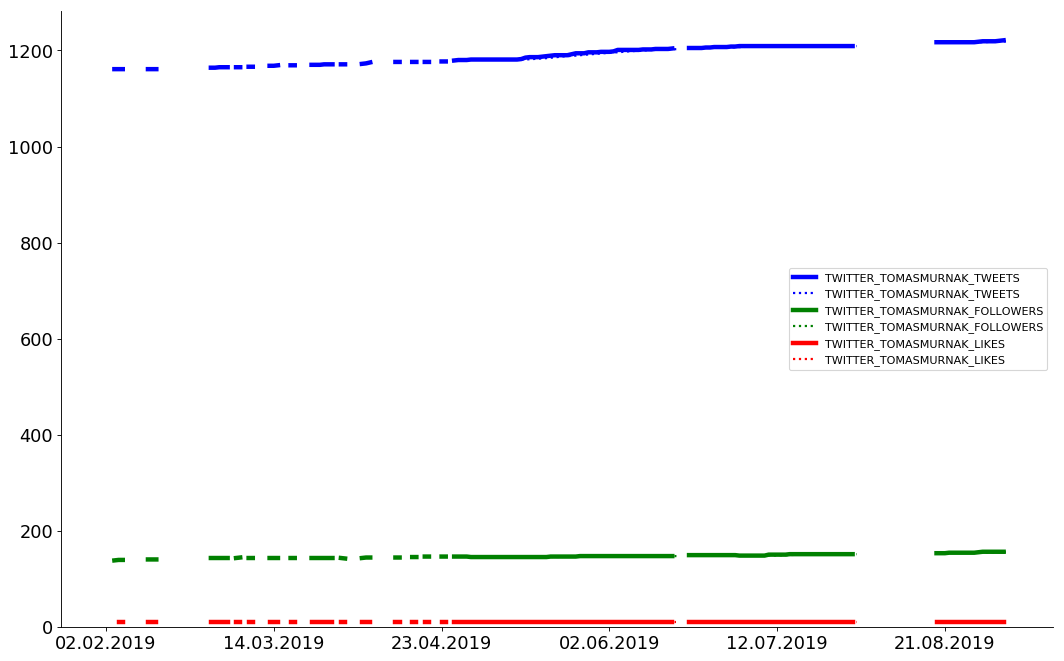 1200
1000
800
600
400
200
0
TWITTER_TOMASMURNAK_TWEETS
TWITTER_TOMASMURNAK_TWEETS
TWITTER_TOMASMURNAK_FOLLOWERS
TWITTER_TOMASMURNAK_FOLLOWERS
TWITTER_TOMASMURNAK_LIKES
TWITTER_TOMASMURNAK_LIKES
02.02.2019 14.03.2019 23.04.2019 02.06.2019 12.07.2019 21.08.2019